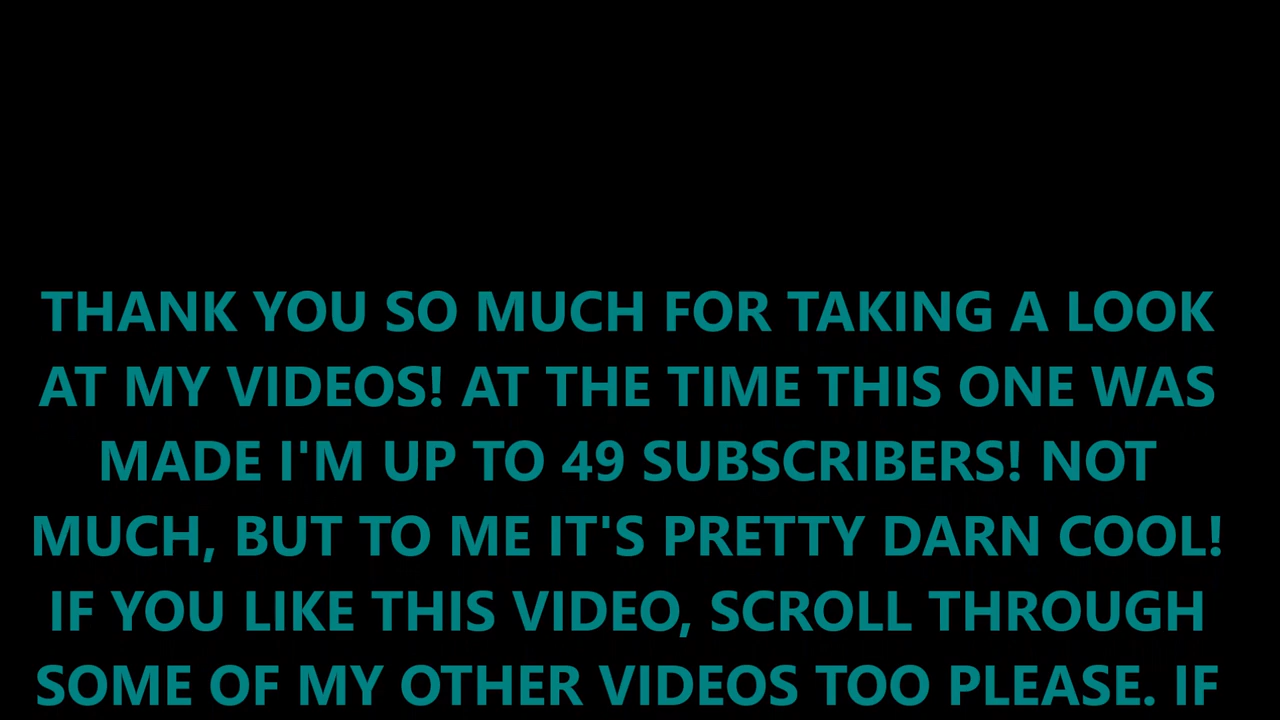 THANK YOU SO MUCH FOR TAKING A LOOK
AT MY VIDEOS! AT THE TIME THIS ONE WAS
MADE I'M UP TO 49 SUBSCRIBERS! NOT
MUCH, BUT TO ME IT'S PRETTY DARN COOL!
IF YOU LIKE THIS VIDEO, SCROLL THROUGH
SOME OF MY OTHER VIDEOS TOO PLEASE. IF